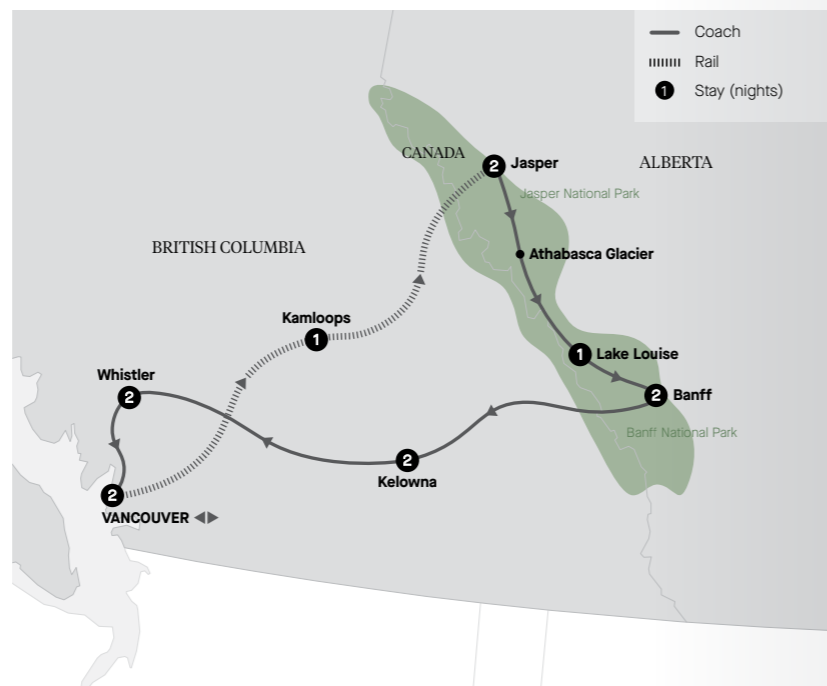 Coach
Rail
1 Stay (nights)
CANADA
2 Jasper
ALBERTA
Jasper National Park
BRITISH COLUMBIA
Athabasca Glacier
Kamloops
1
1 Lake Louise
Whistler
2
2 Banff
Banff National Park
2
Kelowna
2
VANCOUVER